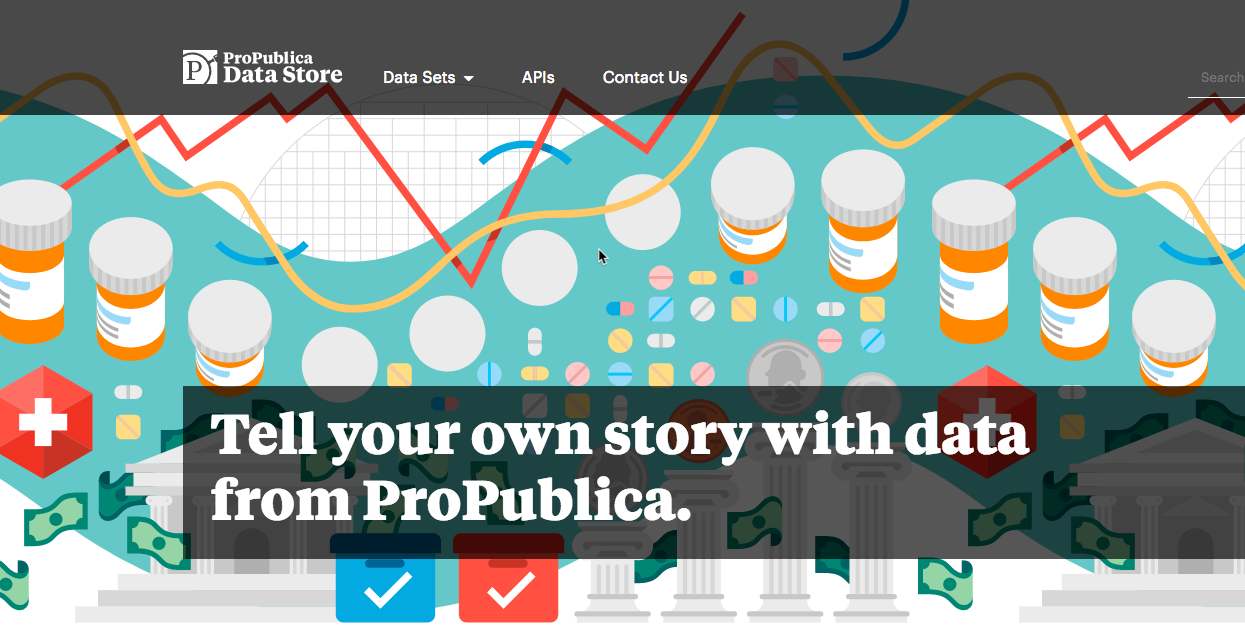 ProPublica
Data Store
Data Sets
APIs
Contact Us
Search
Tell your own story with data
from ProPublica.